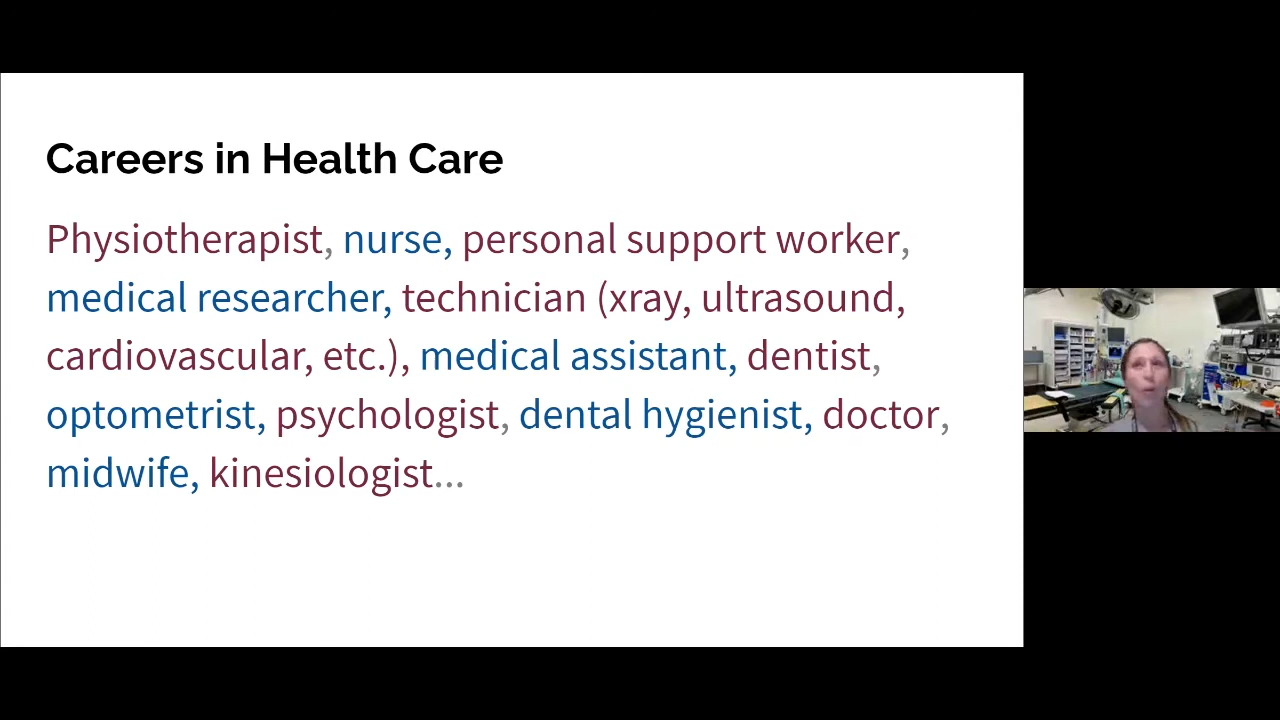 Careers in Health Care
Physiotherapist, nurse, personal support worker,
medical researcher, technician (xray, ultrasound,
cardiovascular, etc.), medical assistant, dentist,
optometrist, psychologist, dental hygienist, doctor,
midwife, kinesiologist...